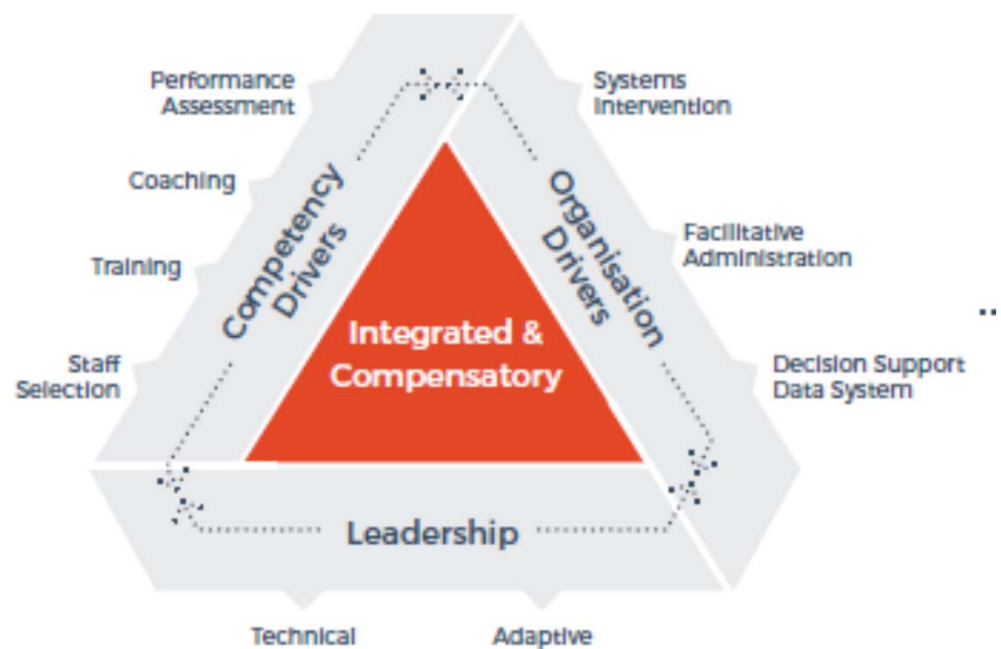 Performance
Assessment
Coaching
Training
Staff
Selection
Competency
Drivers
Systems
Intervention
Facilitative
Administration
Decision Support
Data System
Organisation
Drivers
Integrated &
Compensatory
Leadership
Technical
Adaptive